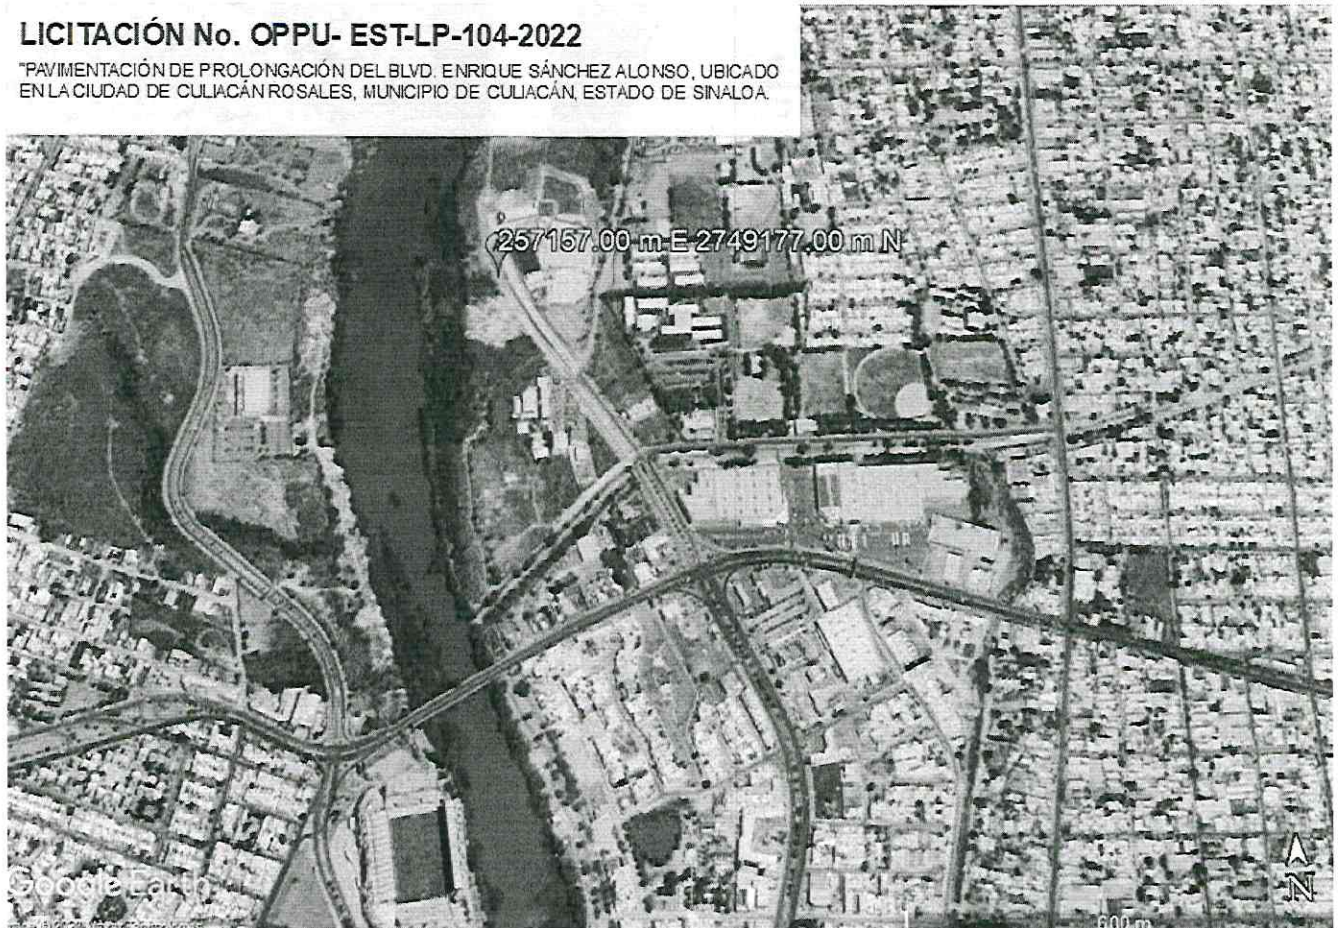 LICITACIÓN No. OPPU- EST-LP-104-2022
"PAVIMENTACIÓN DE PROLONGACIÓN DEL BLVD. ENRIQUE SÁNCHEZ ALONSO, UBICADO
EN LA CIUDAD DE CULIACÁN ROSALES, MUNICIPIO DE CULIACÁN, ESTADO DE SINALOA.
257157.00 m E 2749177.00 m N
Google Earth
N
600 m